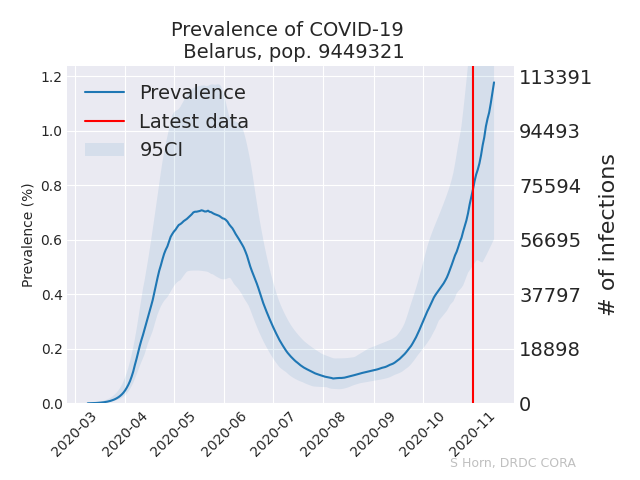 Prevalence of COVID-19
Belarus, pop. 9449321
Prevalence
Latest data
95CI
Prevalence (%)
1.2
1.0
0.8
0.6
0.4
0.2
0.0
113391
94493
75594
56695
37797
18898
0
# of infections
2020-03
2020-04
2020-05
2020-06
2020-07
2020-08
2020-09
2020-10
2020-11
S Horn, DRDC CORA